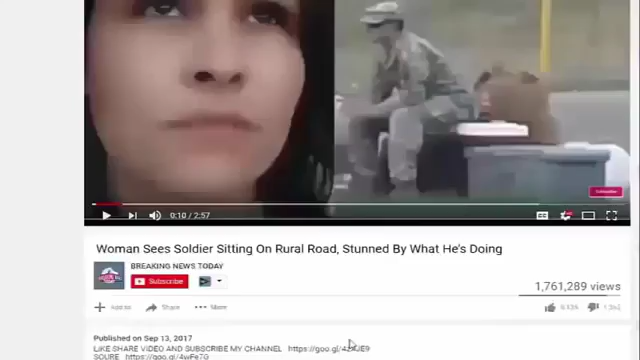 Subscribe
0:10 / 2:57
Woman Sees Soldier Sitting On Rural Road, Stunned By What He's Doing
BREAKING NEWS TODAY
Subscribe
1,761,289 views
Add to Share More
Published on Sep 13, 2017
LIKE SHARE VIDEO AND SUBSCRIBE MY CHANNEL
SOURE